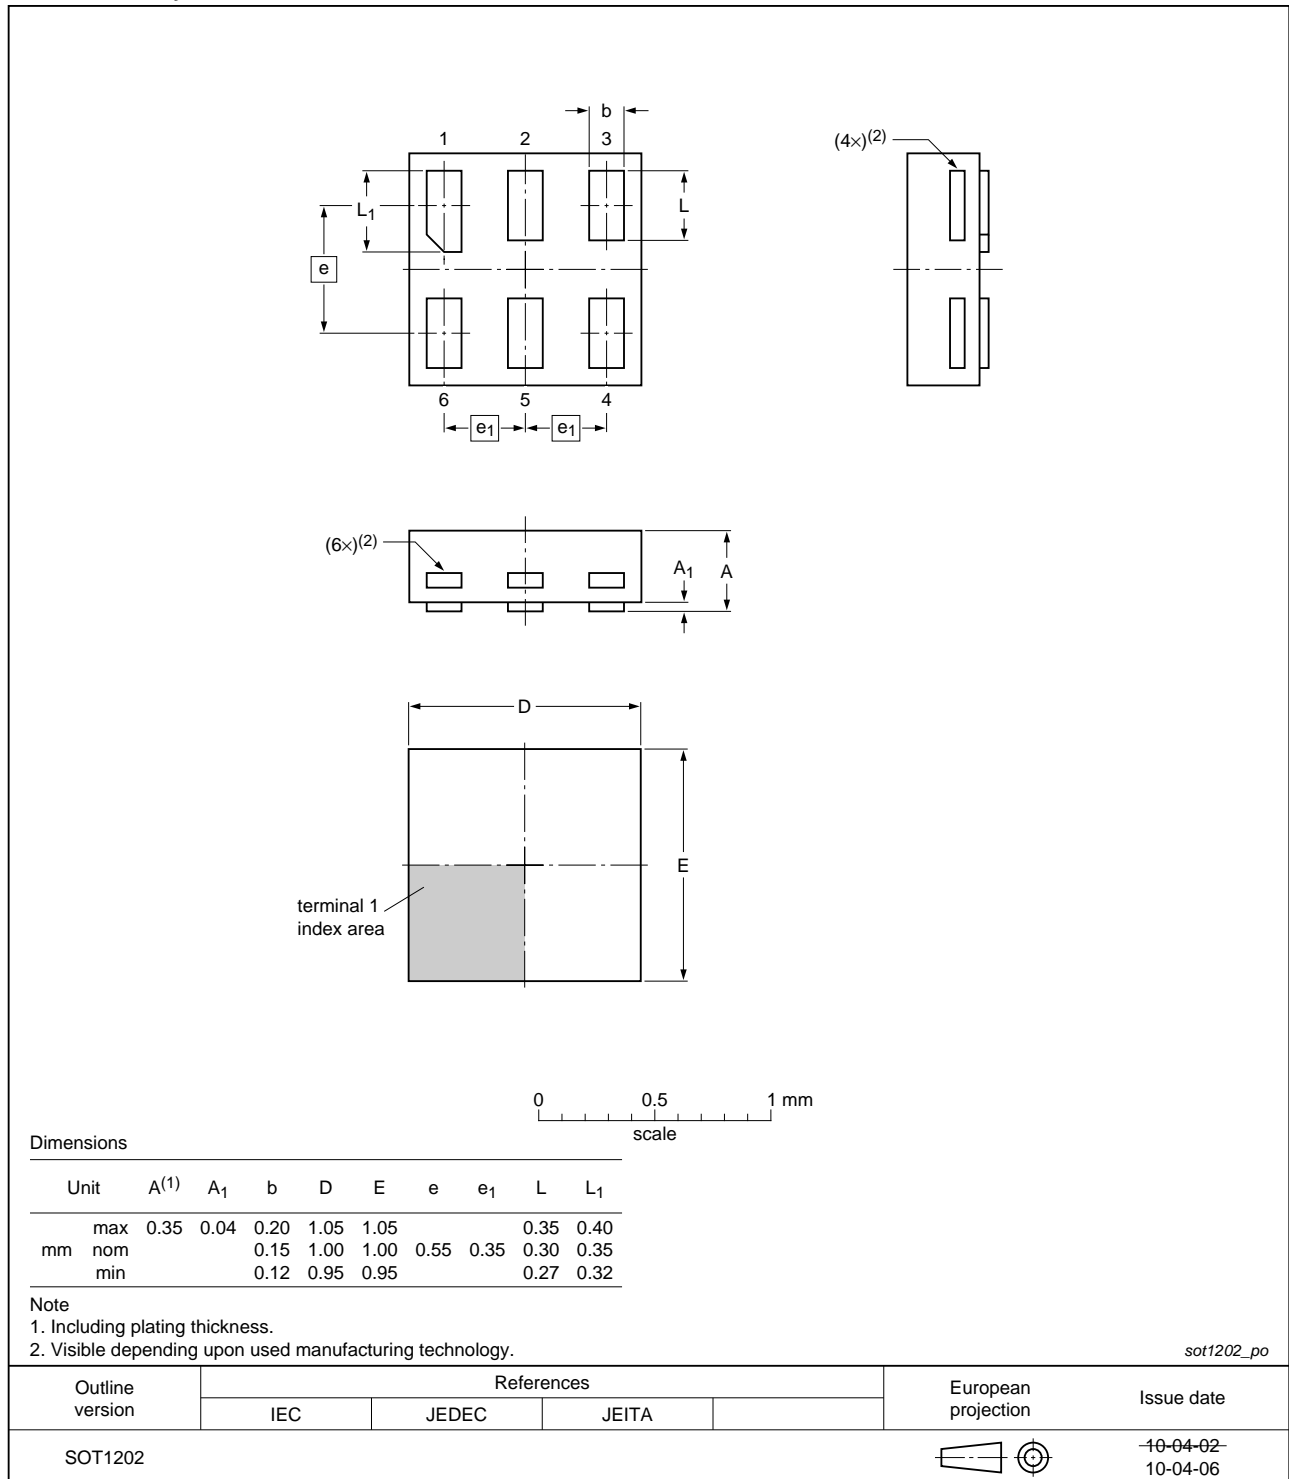 b
1 2 3
(4×)(2)
L1
L
e
6 5 4
e1 e1
(6×)(2)
A1 A
D
E
terminal 1
index area
0 0.5 1 mm
scale
Dimensions
Unit A(1) A1 b D E e e1 L L1
max 0.35 0.04 0.20 1.05 1.05 0.35 0.40
mm nom 0.15 1.00 1.00 0.55 0.35 0.30 0.35
min 0.12 0.95 0.95 0.27 0.32
Note
1. Including plating thickness.
2. Visible depending upon used manufacturing technology.
sot1202_po
Outline version References European projection Issue date
IEC JEDEC JEITA
SOT1202
10-04-02
10-04-06